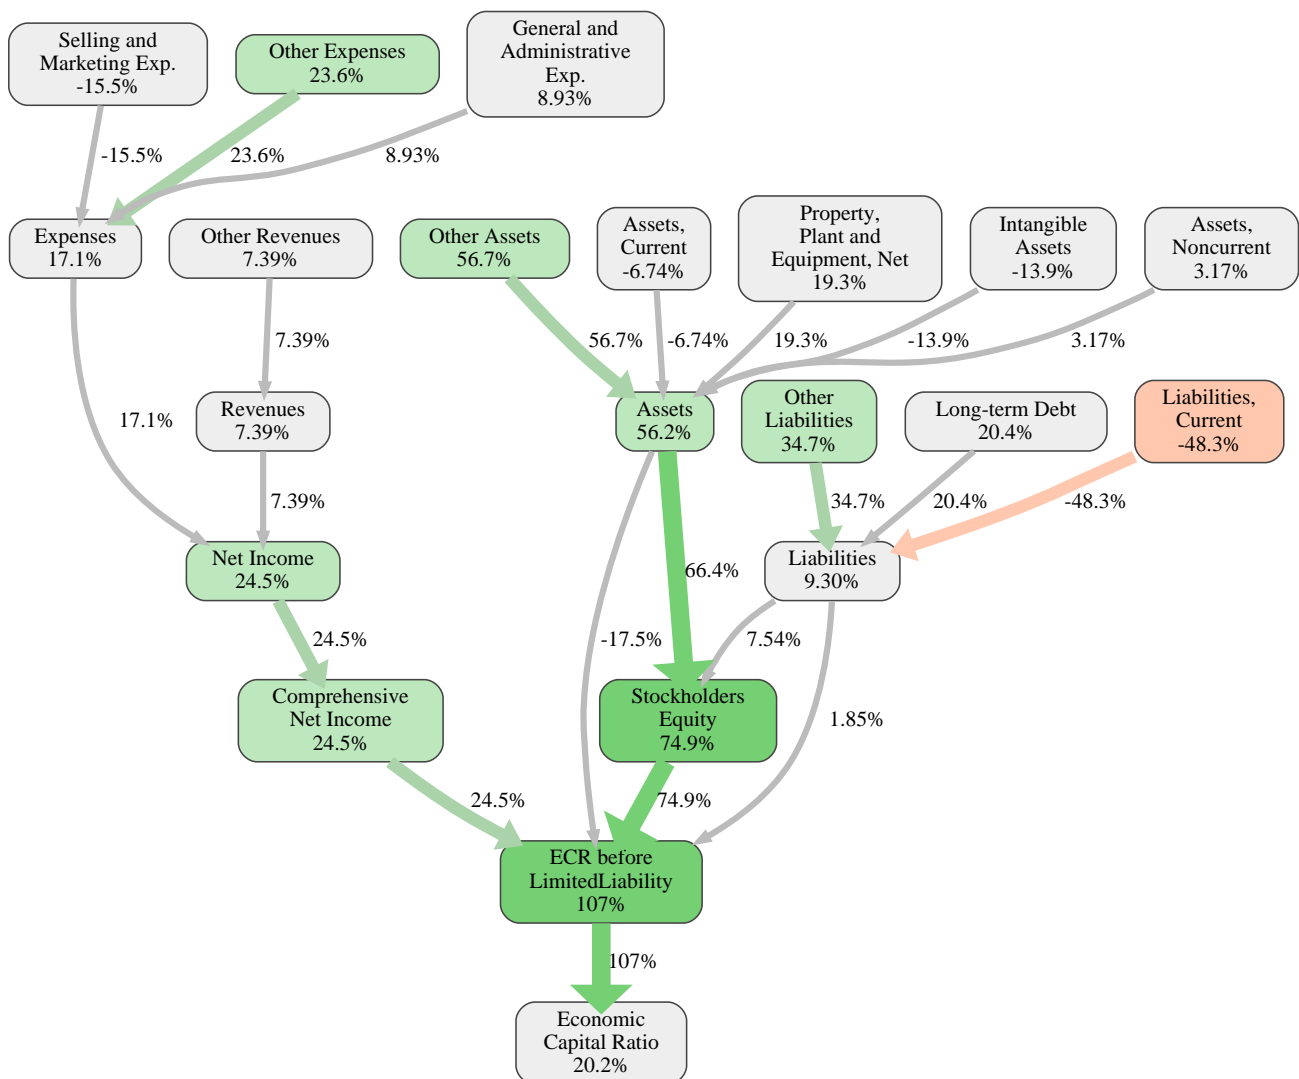 Selling and
Marketing Exp.
-15.5%
Other Expenses
23.6%
General and
Administrative
Exp.
8.93%
-15.5%
23.6%
8.93%
Expenses
17.1%
Other Revenues
7.39%
Other Assets
56.7%
Assets,
Current
-6.74%
Property,
Plant and
Equipment, Net
19.3%
Intangible
Assets
-13.9%
Assets,
Noncurrent
3.17%
7.39%
56.7%
-6.74%
19.3%
-13.9%
3.17%
17.1%
Revenues
7.39%
Assets
56.2%
Other
Liabilities
34.7%
Long-term Debt
20.4%
Liabilities,
Current
-48.3%
7.39%
34.7%
20.4%
-48.3%
Net Income
24.5%
66.4%
Liabilities
9.30%
24.5%
-17.5%
7.54%
Comprehensive
Net Income
24.5%
Stockholders
Equity
74.9%
1.85%
24.5%
74.9%
ECR before
LimitedLiability
107%
107%
Economic
Capital Ratio
20.2%